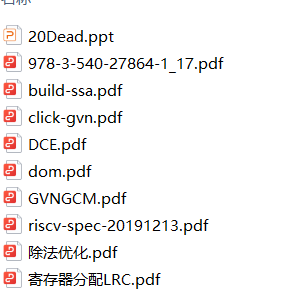 名称
20Dead.ppt
978-3-540-27864-1_17.pdf
build-ssa.pdf
click-gvn.pdf
DCE.pdf
dom.pdf
GVNGCM.pdf
riscv-spec-20191213.pdf
除法优化.pdf
寄存器分配LRC.pdf